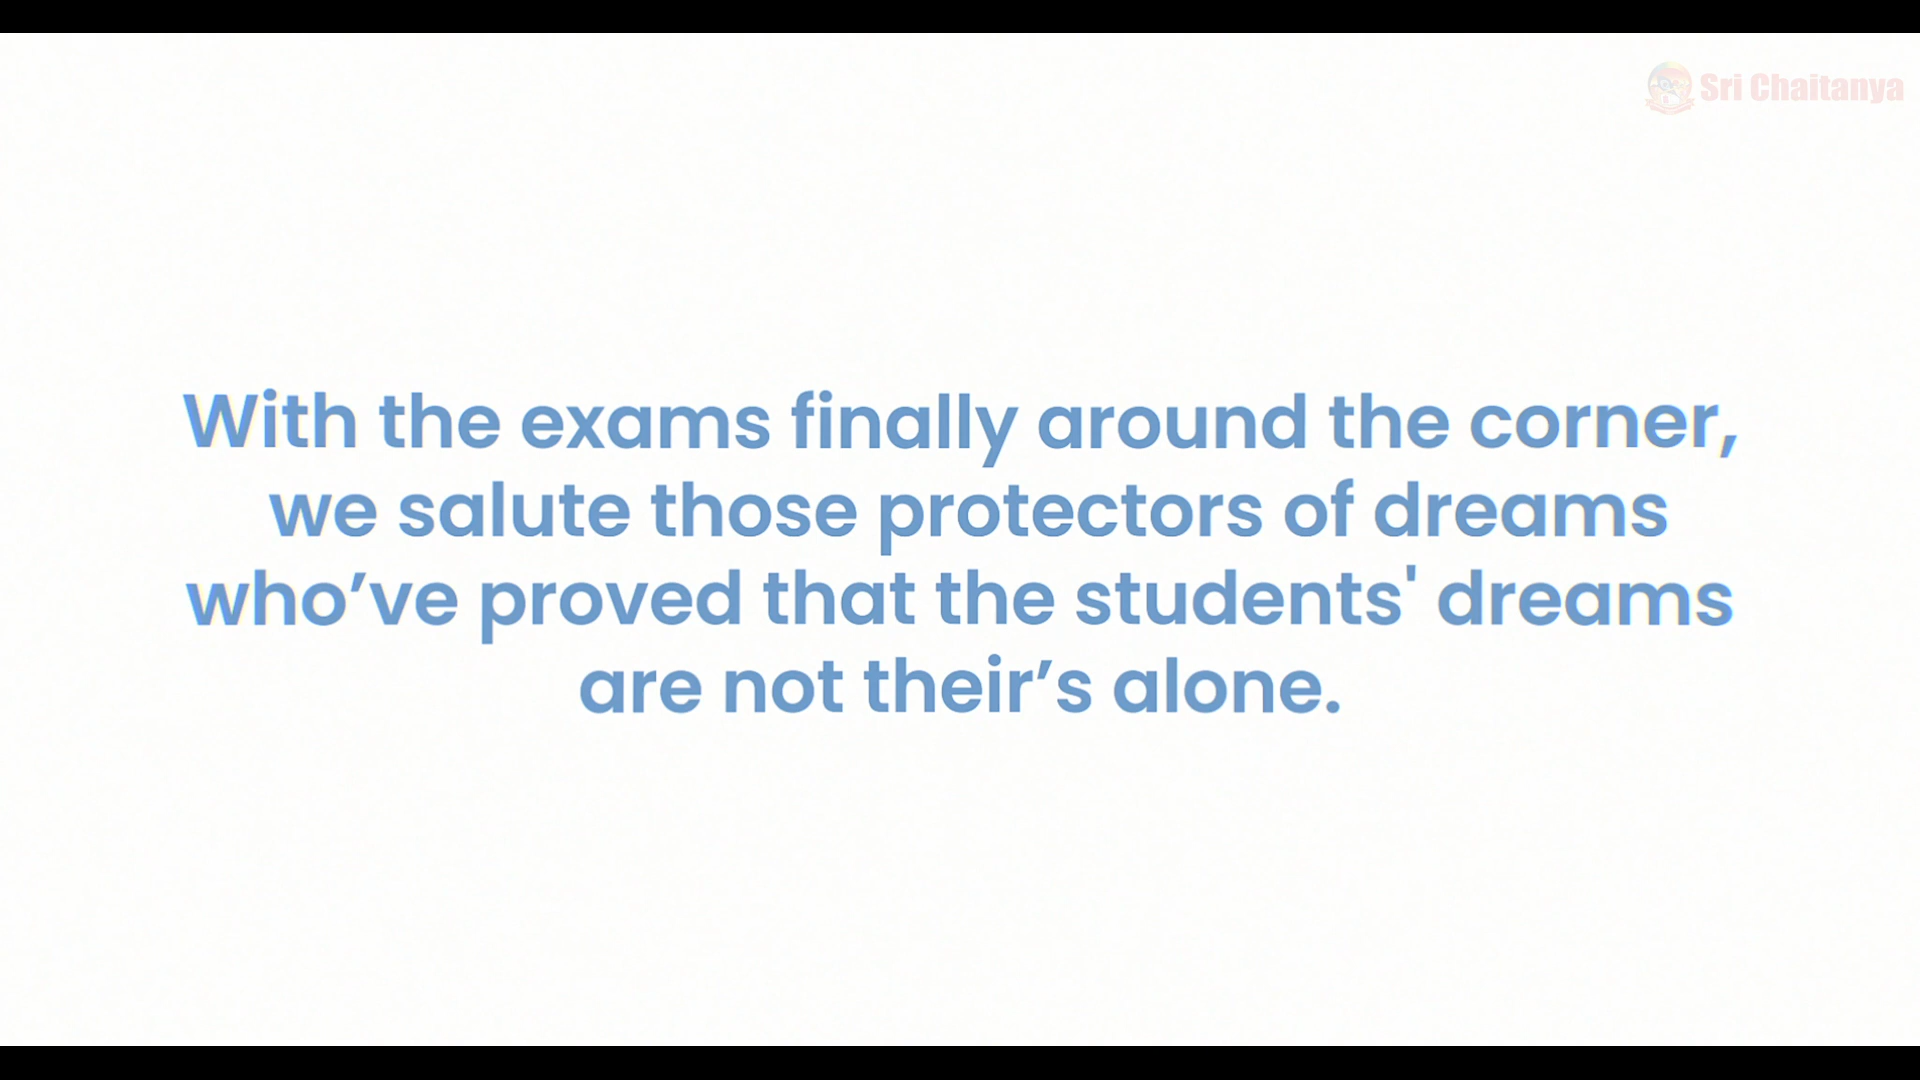 Sri Chaitanya
With the exams finally around the corner,
we salute those protectors of dreams
who’ve proved that the students' dreams
are not their’s alone.